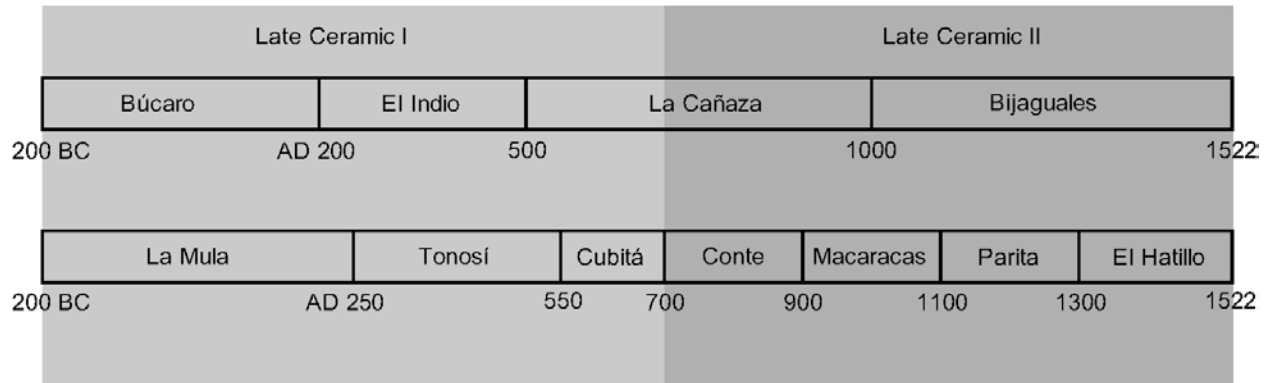 Late Ceramic I Late Ceramic II
Búcaro El Indio La Cañaza Bijaguales
200 BC AD 200 500 1000 1522
La Mula Tonosí Cubitá Conte Macaracas Parita El Hatillo
200 BC AD 250 550 700 900 1100 1300 1522